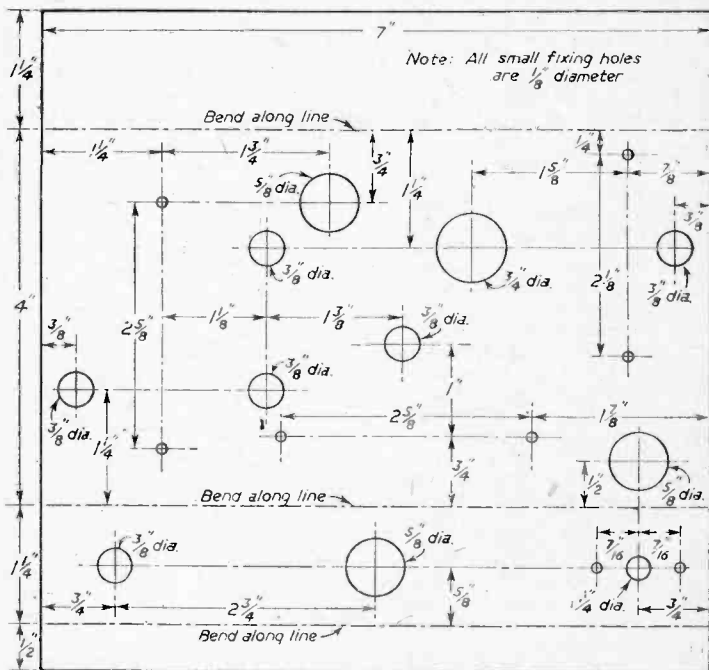 7"
Note: All small fixing holes
are 1/8" diameter
1 1/4"
Bend along line
1 1/4"
1 3/4"
3/4"
1/4"
5/8" dia.
1 1/4"
1 5/8"
7/8"
3/8"
3/8" dia.
3/4" dia.
2 1/8"
3/8" dia.
4"
2 5/8"
1 1/8"
1 3/8"
3/8" dia.
3/8"
3/8" dia.
1"
3/8" dia.
2 5/8"
1 7/8"
1 1/4"
3/4"
1/2"
5/8" dia.
Bend along line
3/8" dia.
5/8" dia.
7/16"
7/16"
1 1/4"
1/4" dia.
3/4"
2 3/4"
5/8"
3/4"
Bend along line
1/2"